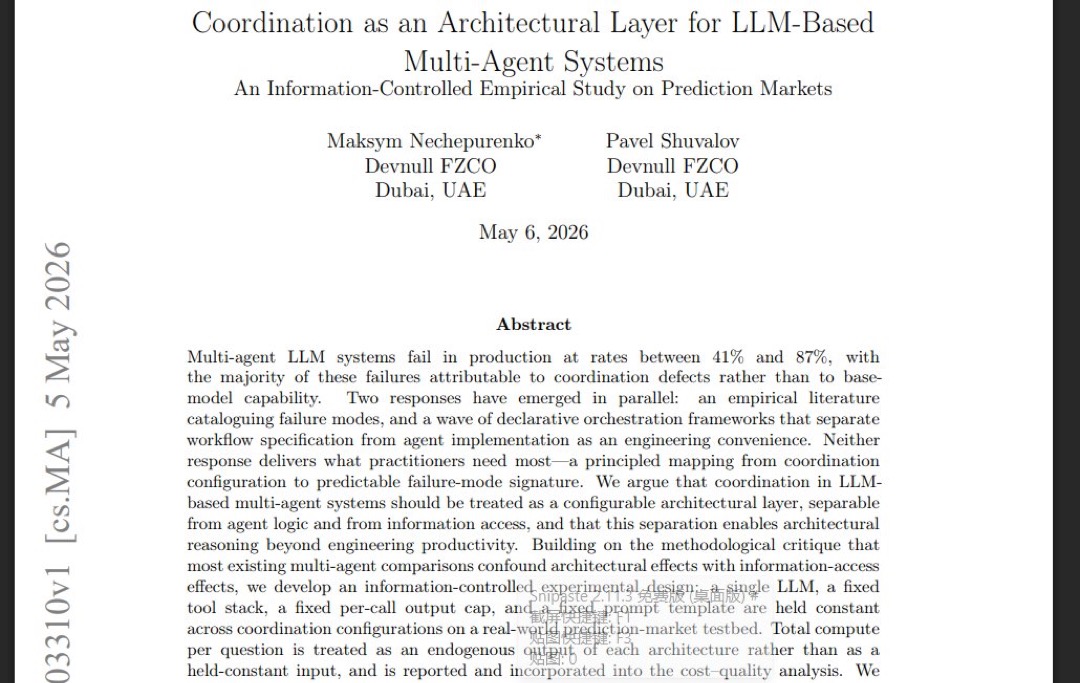 Coordination as an Architectural Layer for LLM-Based
Multi-Agent Systems
An Information-Controlled Empirical Study on Prediction Markets
Maksym Nechepurenko* Pavel Shuvalov
Devnull FZCO Devnull FZCO
Dubai, UAE Dubai, UAE
May 6, 2026
03310v1 [cs.MA] 5 May 2026
Abstract
Multi-agent LLM systems fail in production at rates between 41% and 87%, with
the majority of these failures attributable to coordination defects rather than to base-
model capability. Two responses have emerged in parallel: an empirical literature
cataloguing failure modes, and a wave of declarative orchestration frameworks that separate
workflow specification from agent implementation as an engineering convenience. Neither
response delivers what practitioners need most—a principled mapping from coordination
configuration to predictable failure-mode signature. We argue that coordination in LLM-
based multi-agent systems should be treated as a configurable architectural layer, separable
from agent logic and from information access, and that this separation enables architectural
reasoning beyond engineering productivity. Building on the methodological critique that
most existing multi-agent comparisons confound architectural effects with information-access
effects, we develop an information-controlled experimental design: a single LLM, a fixed
tool stack, a fixed per-call output cap, and a fixed prompt template are held constant
across coordination configurations on a real-world prediction-market testbed. Total compute
per question is treated as an endogenous output of each architecture rather than as a
held-constant input, and is reported and incorporated into the cost–quality analysis. We
Snipaste 2.11.3 免费版 (桌面版)
截屏快捷键: F1
贴图快捷键: F3
贴图: 0